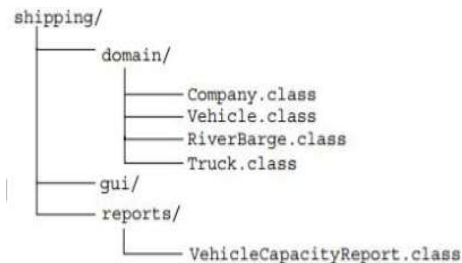 shipping/
domain/
Company.class
Vehicle.class
RiverBarge.class
Truck.class
gui/
reports/
VehicleCapacityReport.class